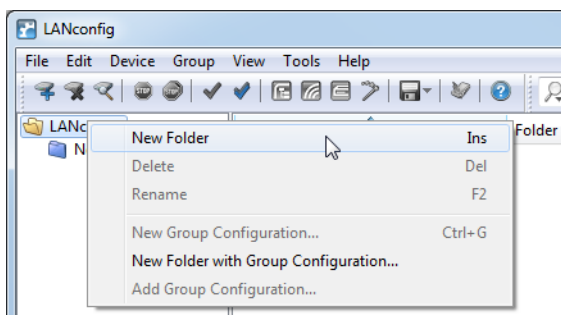 LANconfig
File Edit Device Group View Tools Help
LANc
N
Folder
New Folder Ins
Delete Del
Rename F2
New Group Configuration... Ctrl+G
New Folder with Group Configuration...
Add Group Configuration...